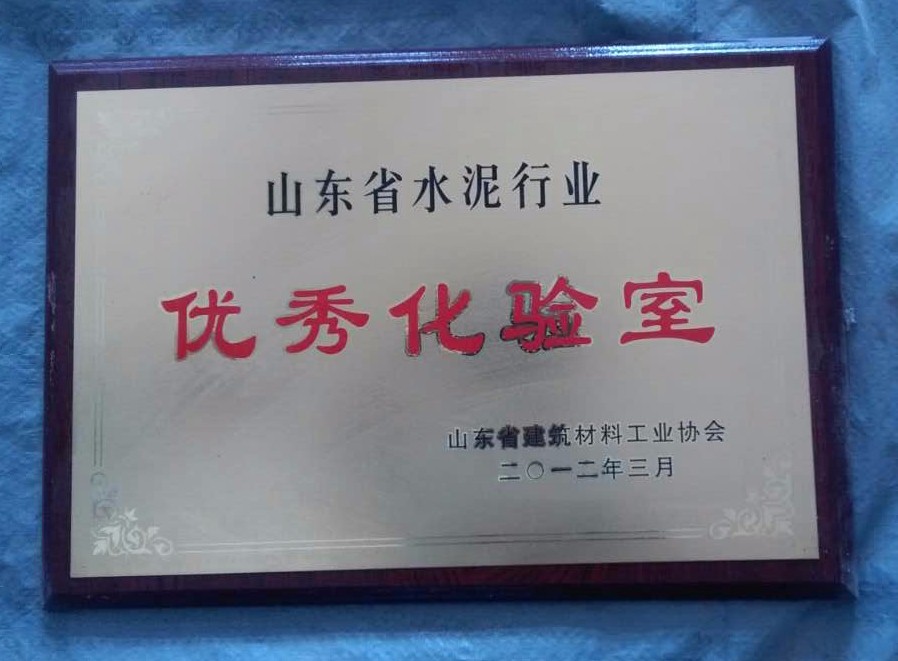 山东省水泥行业
优秀化验室
山东省建筑材料工业协会
二〇一二年三月